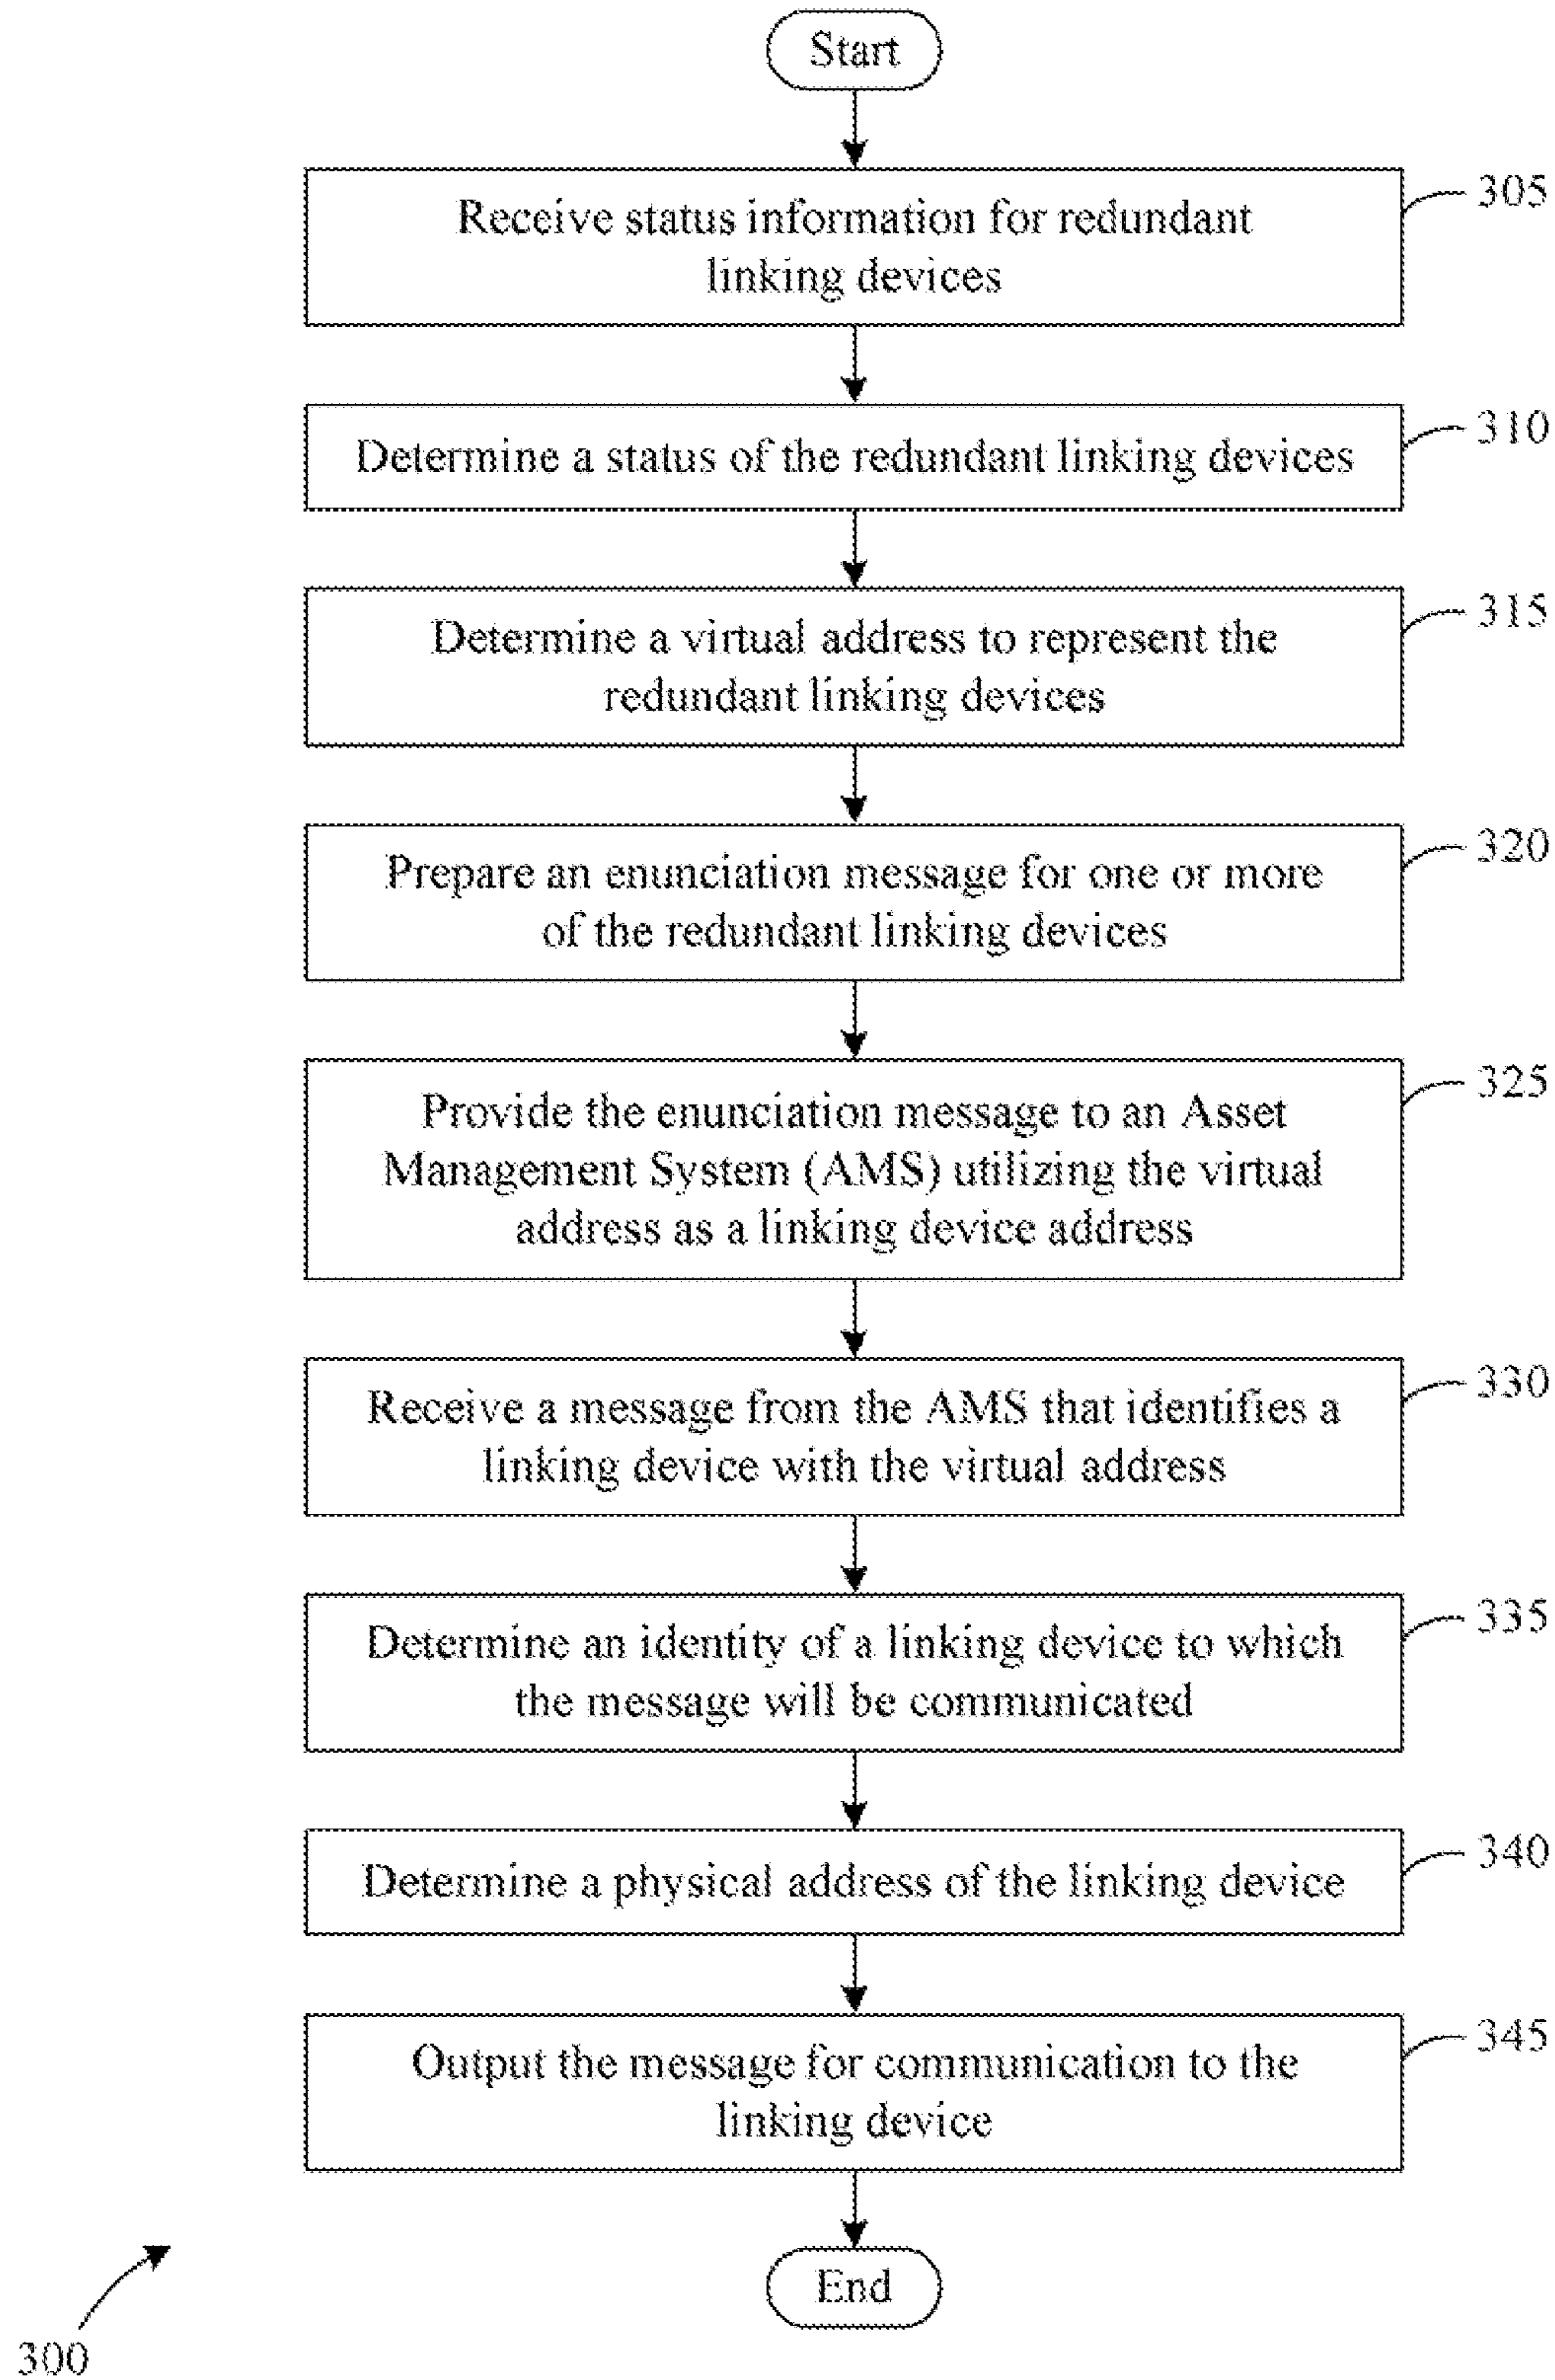 Start
Receive status information for redundant
linking devices
305
Determine a status of the redundant linking devices
310
Determine a virtual address to represent the
redundant linking devices
315
Prepare an enunciation message for one or more
of the redundant linking devices
320
Provide the enunciation message to an Asset
Management System (AMS) utilizing the virtual
address as a linking device address
325
Receive a message from the AMS that identifies a
linking device with the virtual address
330
Determine an identity of a linking device to which
the message will be communicated
335
Determine a physical address of the linking device
340
Output the message for communication to the
linking device
345
End
300